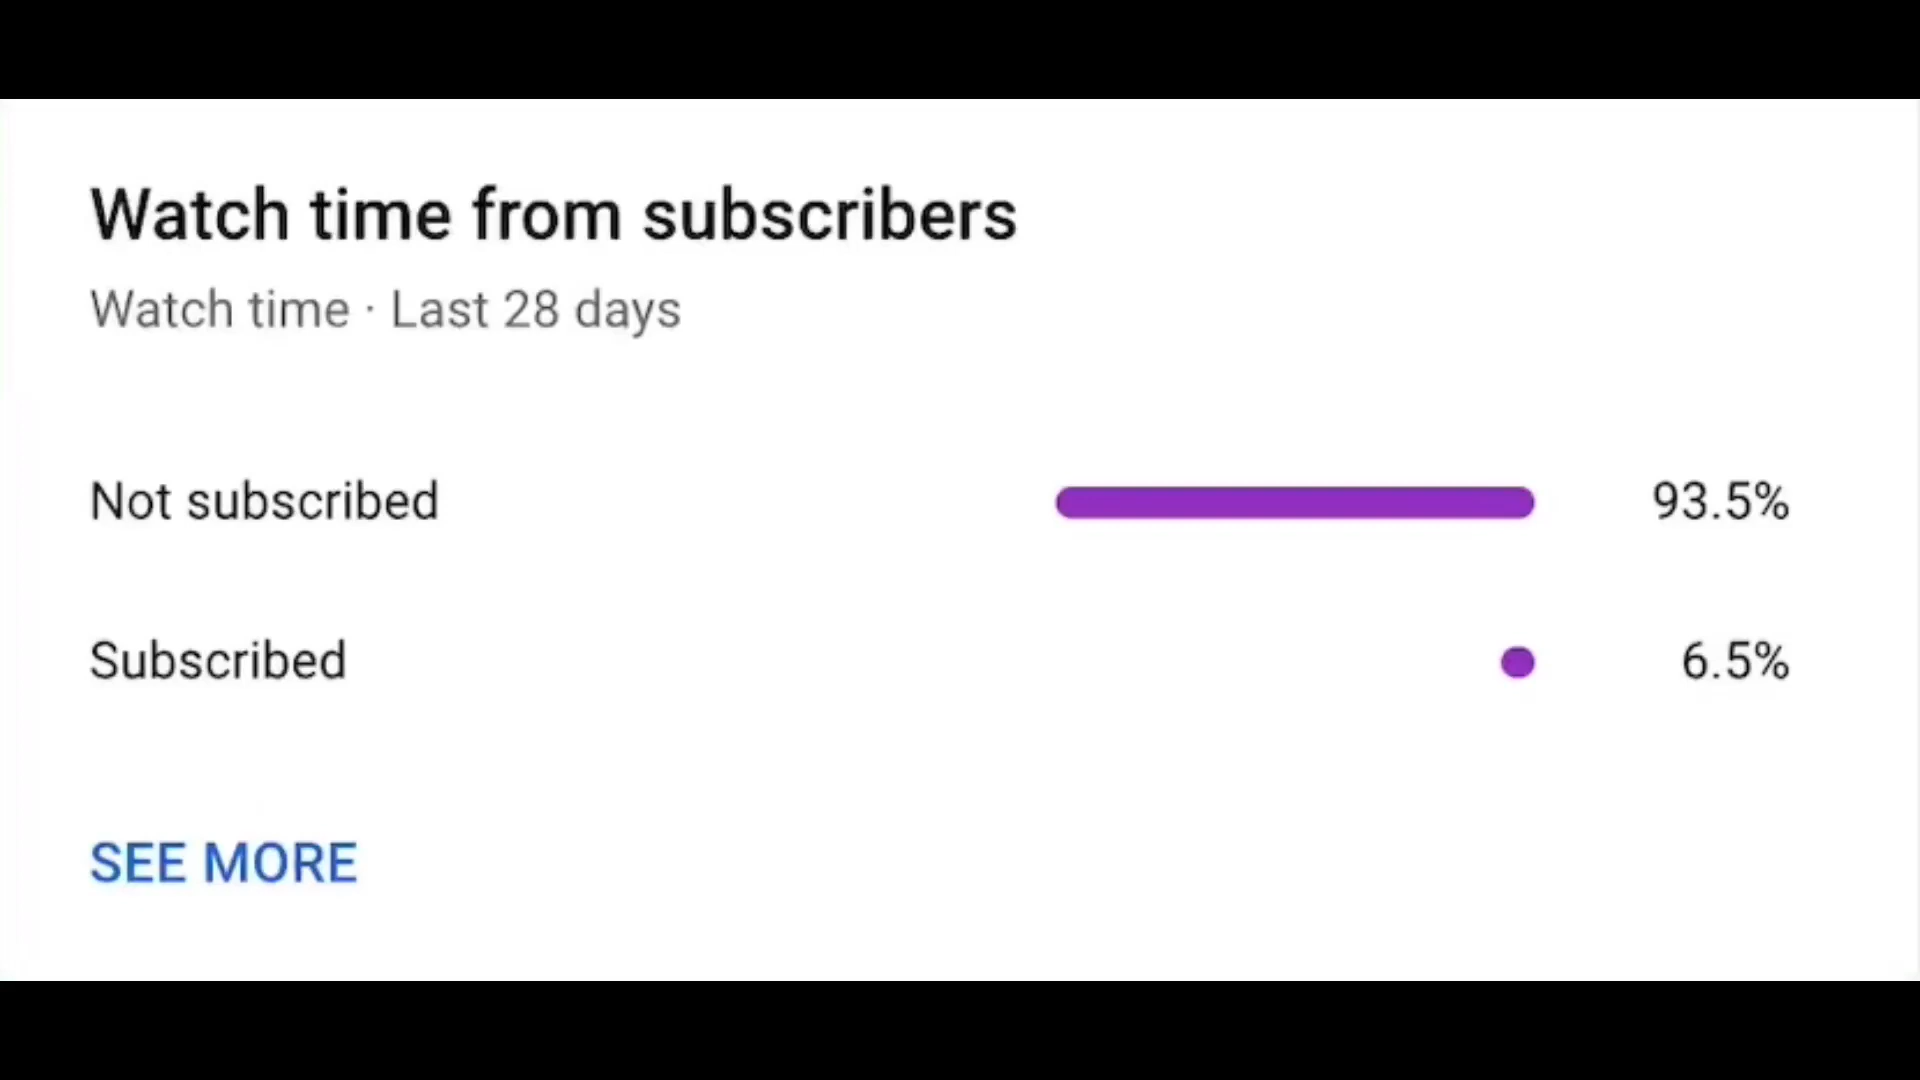 Watch time from subscribers
Watch time · Last 28 days
Not subscribed 93.5%
Subscribed 6.5%
SEE MORE